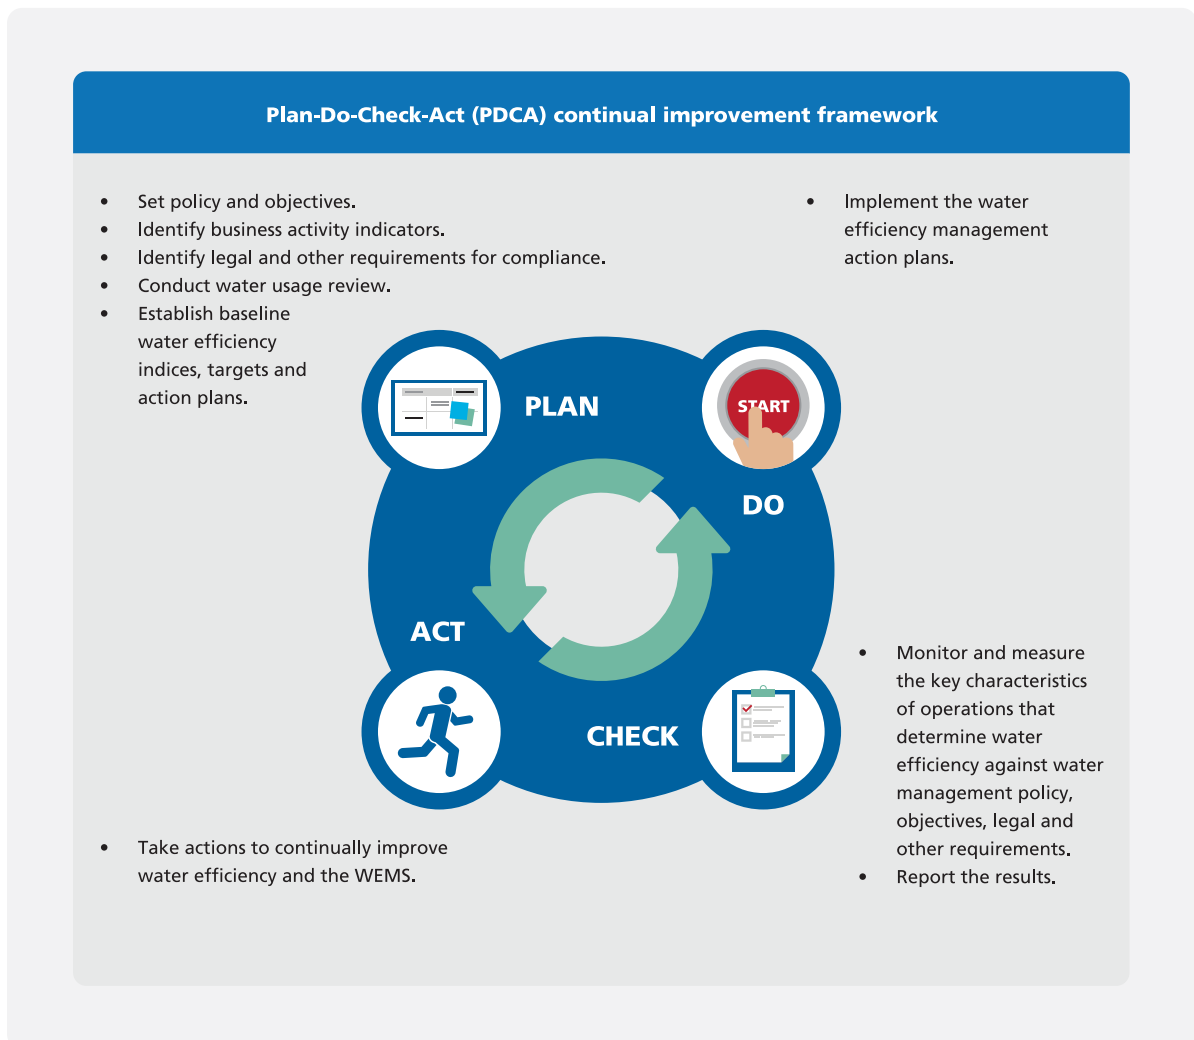 Plan-Do-Check-Act (PDCA) continual improvement framework
• Set policy and objectives.
• Identify business activity indicators.
• Identify legal and other requirements for compliance.
• Conduct water usage review.
• Establish baseline
water efficiency
indices, targets and
action plans.
• Implement the water
efficiency management
action plans.
PLAN
START
DO
ACT
CHECK
• Monitor and measure
the key characteristics
of operations that
determine water
efficiency against water
management policy,
objectives, legal and
other requirements.
• Report the results.
• Take actions to continually improve
water efficiency and the WEMS.